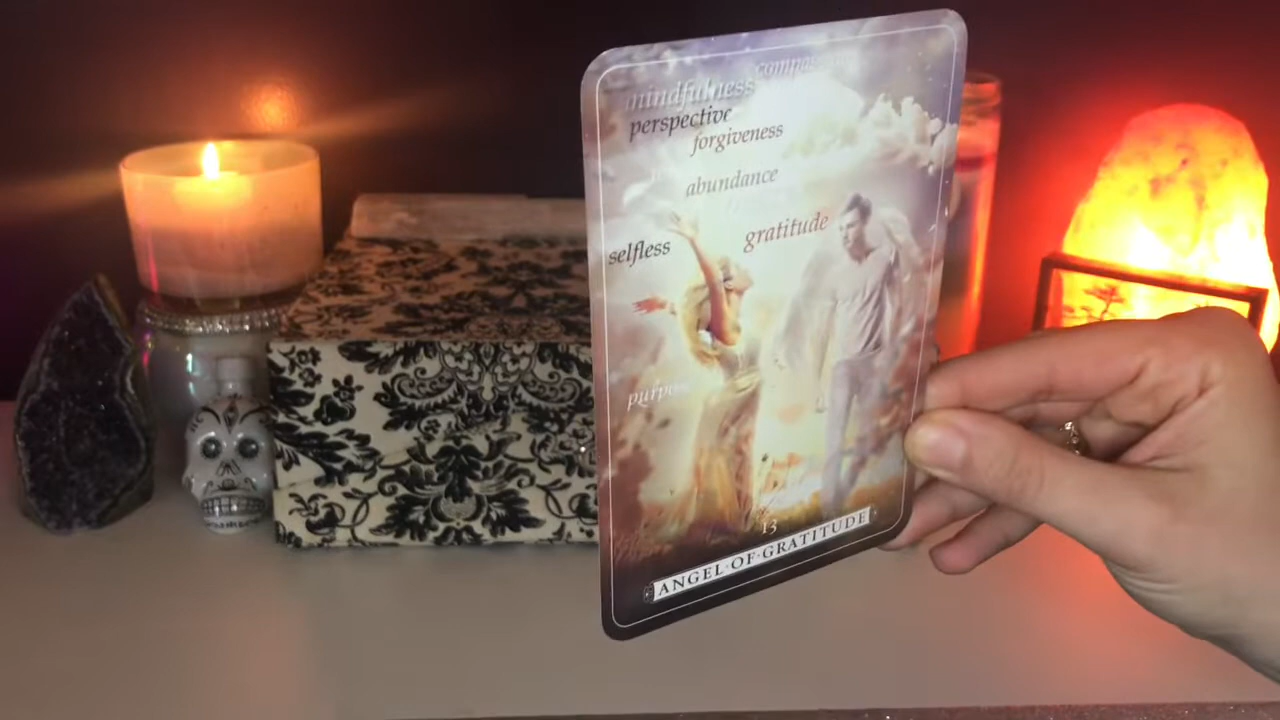 mindfulness
perspective
forgiveness
abundance
gratitude
selfless
13
ANGEL·OF·GRATITUDE